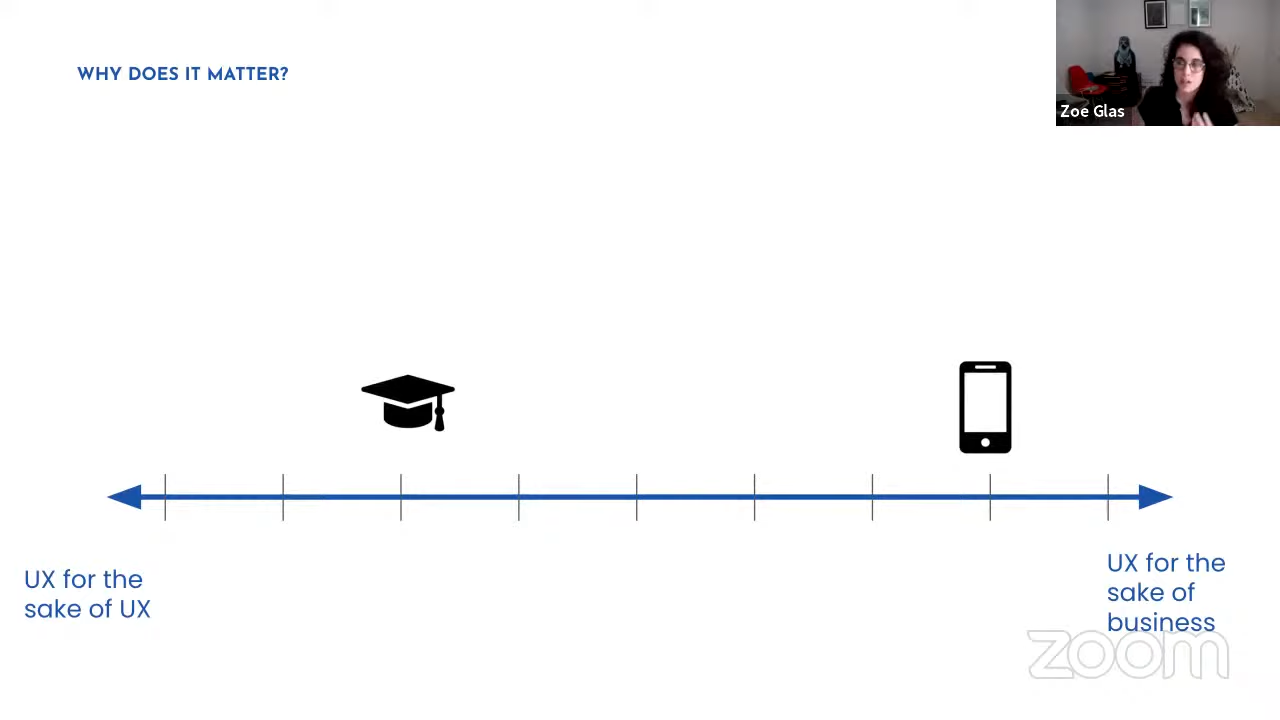 WHY DOES IT MATTER?
Zoe Glas
UX for the
sake of UX
UX for the
sake of
business
zoom